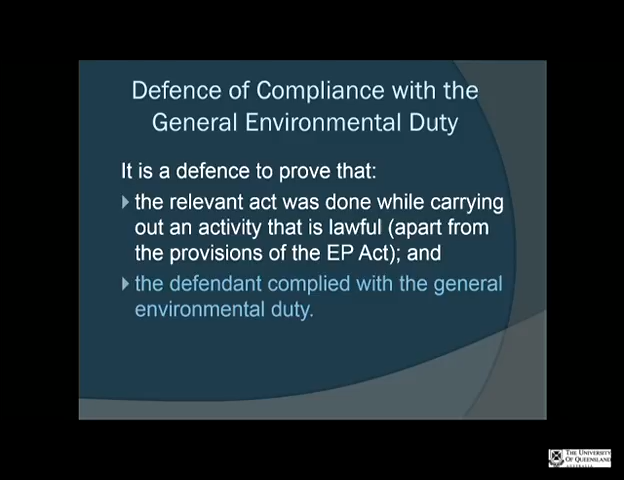 Defence of Compliance with the
General Environmental Duty
It is a defence to prove that:
the relevant act was done while carrying
out an activity that is lawful (apart from
the provisions of the EP Act); and
the defendant complied with the general
environmental duty.
THE UNIVERSITY
OF QUEENSLAND
AUSTRALIA